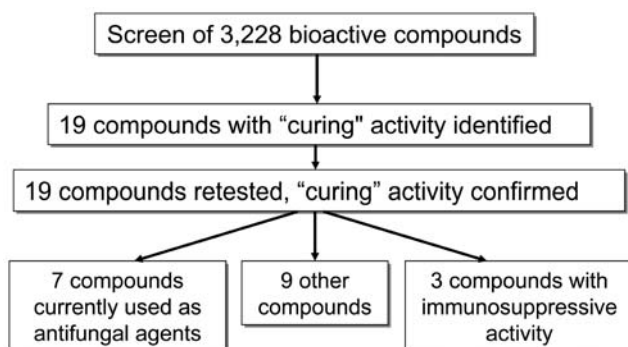 Screen of 3,228 bioactive compounds
19 compounds with “curing" activity identified
19 compounds retested, “curing” activity confirmed
7 compounds
currently used as
antifungal agents
9 other
compounds
3 compounds with
immunosuppressive
activity